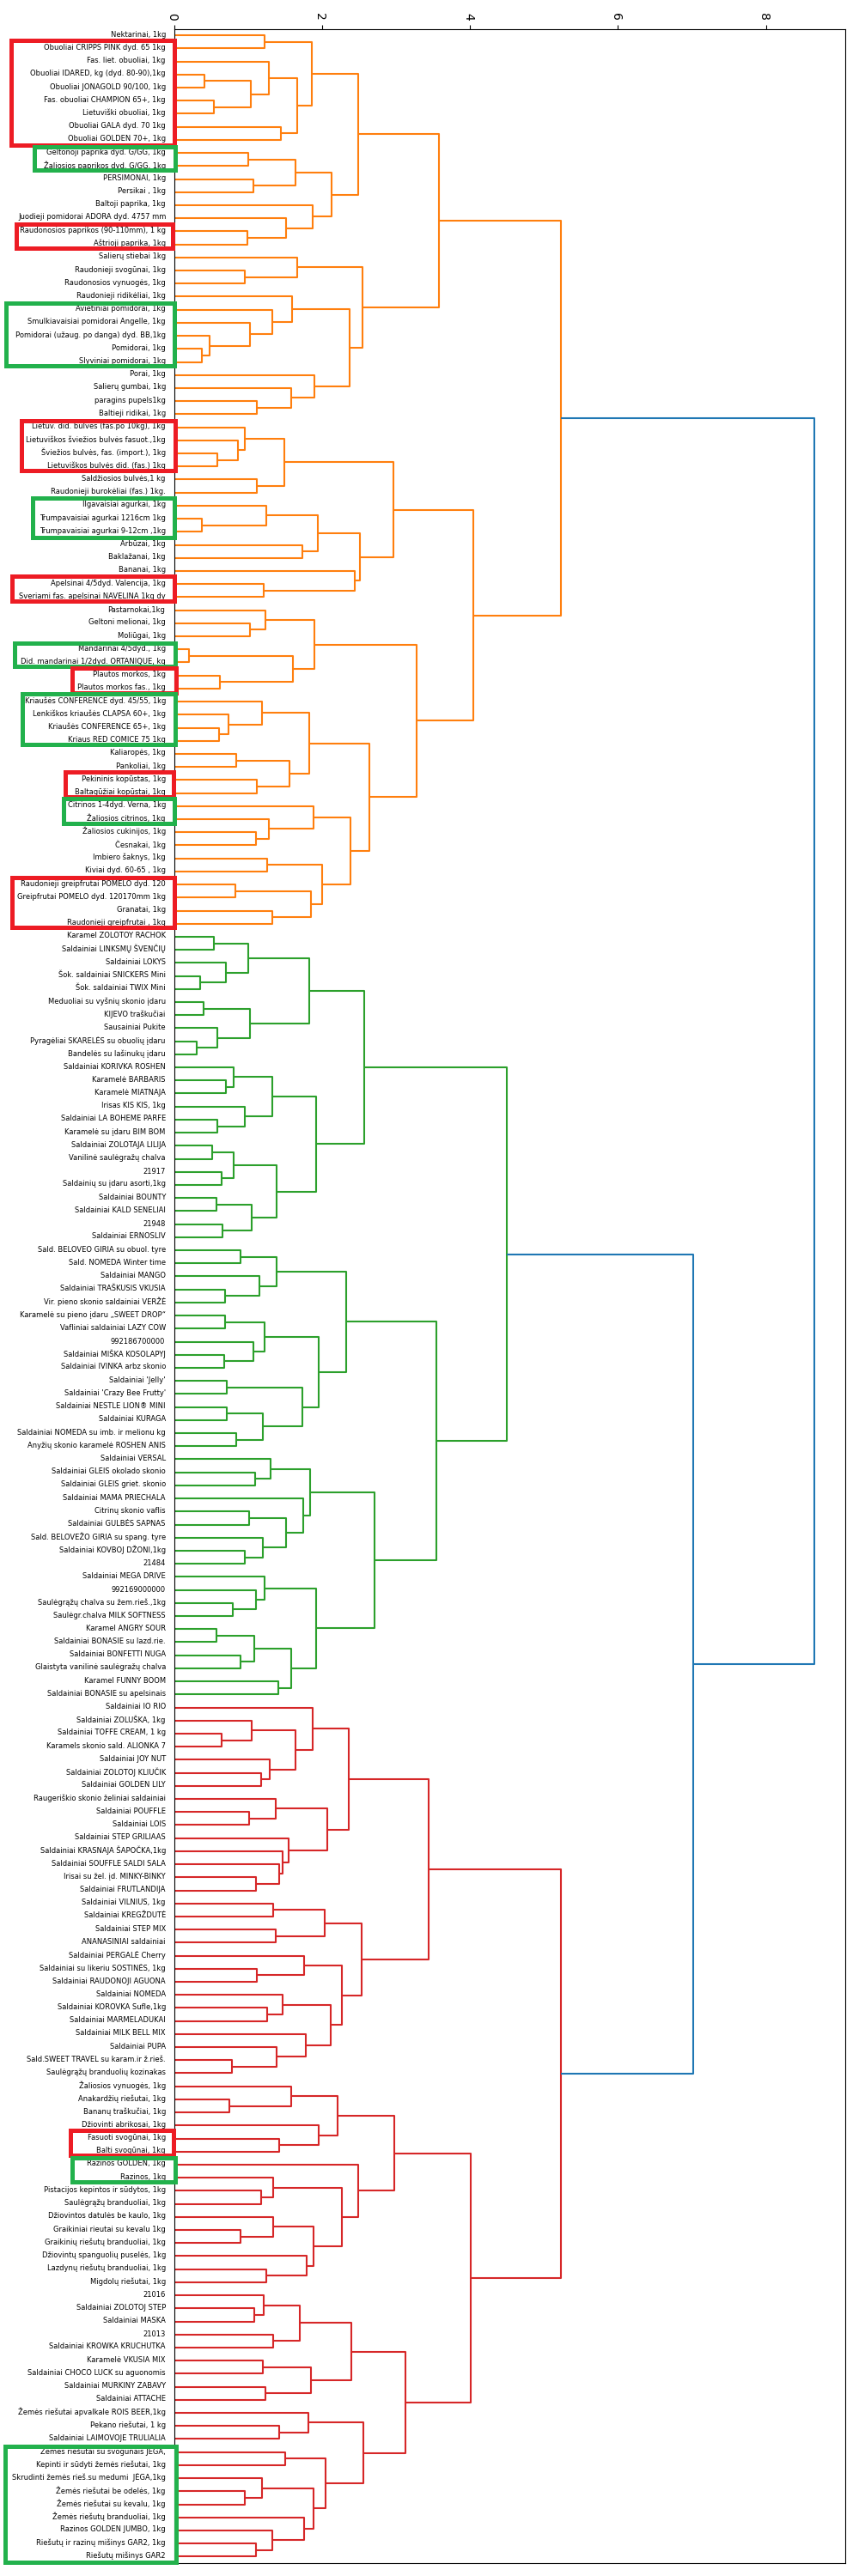 0
2
4
6
8
Nektarinai, 1kg
Obuoliai CRIPPS PINK dyd. 65 1kg
Fas. liet. obuoliai, 1kg
Obuoliai IDARED, kg (dyd. 80-90),1kg
Obuoliai JONAGOLD 90/100, 1kg
Fas. obuoliai CHAMPION 65+, 1kg
Lietuviški obuoliai, 1kg
Obuoliai GALA dyd. 70 1kg
Obuoliai GOLDEN 70+, 1kg
Geltonoji paprika dyd. G/GG, 1kg
Žaliosios paprikos dyd. G/GG, 1kg
PERSIMONAI, 1kg
Persikai , 1kg
Baltoji paprika, 1kg
Juodieji pomidorai ADORA dyd. 4757 mm
Raudonosios paprikos (90-110mm), 1 kg
Aštrioji paprika, 1kg
Salierų stiebai 1kg
Raudonieji svogūnai, 1kg
Raudonosios vynuogės, 1kg
Raudonieji ridikėliai, 1kg
Avietiniai pomidorai, 1kg
Smulkiavaisiai pomidorai Angelle, 1kg
Pomidorai (užaug. po danga) dyd. BB,1kg
Pomidorai, 1kg
Slyviniai pomidorai, 1kg
Porai, 1kg
Salierų gumbai, 1kg
paragins pupels1kg
Baltieji ridikai, 1kg
Lietuv. did. bulvės (fas.po 10kg), 1kg
Lietuviškos šviežios bulvės fasuot.,1kg
Šviežios bulvės, fas. (import.), 1kg
Lietuviškos bulvės did. (fas.) 1kg
Saldžiosios bulvės,1 kg
Raudonieji burokėliai (fas.) 1kg.
Ilgavaisiai agurkai, 1kg
Trumpavaisiai agurkai 1216cm 1kg
Trumpavaisiai agurkai 9-12cm ,1kg
Arbūzai, 1kg
Baklažanai, 1kg
Bananai, 1kg
Apelsinai 4/5dyd. Valencija, 1kg
Sveriami fas. apelsinai NAVELINA 1kg dy
Pastarnokai,1kg
Geltoni melionai, 1kg
Moliūgai, 1kg
Mandarinai 4/5dyd., 1kg
Did. mandarinai 1/2dyd. ORTANIQUE, kg
Plautos morkos, 1kg
Plautos morkos fas., 1kg
Kriaušės CONFERENCE dyd. 45/55, 1kg
Lenkiškos kriaušės CLAPSA 60+, 1kg
Kriaušės CONFERENCE 65+, 1kg
Kriaus RED COMICE 75 1kg
Kaliaropės, 1kg
Pankoliai, 1kg
Pekininis kopūstas, 1kg
Baltagūžiai kopūstai, 1kg
Citrinos 1-4dyd. Verna, 1kg
Žaliosios citrinos, 1kg
Žaliosios cukinijos, 1kg
Česnakai, 1kg
Imbiero šaknys, 1kg
Kiviai dyd. 60-65 , 1kg
Raudonieji greipfrutai POMELO dyd. 120
Greipfrutai POMELO dyd. 120170mm 1kg
Granatai, 1kg
Raudonieji greipfrutai , 1kg
Karamel ZOLOTOY RACHOK
Saldainiai LINKSMŲ ŠVENČIŲ
Saldainiai LOKYS
Šok. saldainiai SNICKERS Mini
Šok. saldainiai TWIX Mini
Meduoliai su vyšnių skonio įdaru
KIJEVO traškučiai
Sausainiai Pukite
Pyragėliai SKARELĖS su obuolių įdaru
Bandelės su lašinukų įdaru
Saldainiai KORIVKA ROSHEN
Karamelė BARBARIS
Karamelė MIATNAJA
Irisas KIS KIS, 1kg
Saldainiai LA BOHEME PARFE
Karamelė su įdaru BIM BOM
Saldainiai ZOLOTAJA LILIJA
Vanilinė saulėgražų chalva
21917
Saldainių su įdaru asorti,1kg
Saldainiai BOUNTY
Saldainiai KALD SENELIAI
21948
Saldainiai ERNOSLIV
Sald. BELOVEO GIRIA su obuol. tyre
Sald. NOMEDA Winter time
Saldainiai MANGO
Saldainiai TRAŠKUSIS VKUSIA
Vir. pieno skonio saldainiai VERŽE
Karamelė su pieno įdaru „SWEET DROP"
Vafliniai saldainiai LAZY COW
992186700000
Saldainiai MIŠKA KOSOLAPYJ
Saldainiai IVINKA arbz skonio
Saldainiai 'Jelly'
Saldainiai 'Crazy Bee Frutty'
Saldainiai NESTLE LION® MINI
Saldainiai KURAGA
Saldainiai NOMEDA su imb. ir melionu kg
Anyžių skonio karamelė ROSHEN ANIS
Saldainiai VERSAL
Saldainiai GLEIS okolado skonio
Saldainiai GLEIS griet. skonio
Saldainiai MAMA PRIECHALA
Citrinų skonio vaflis
Saldainiai GULBĖS SAPNAS
Sald. BELOVEŽO GIRIA su spang. tyre
Saldainiai KOVBOJ DŽONI,1kg
21484
Saldainiai MEGA DRIVE
992169000000
Saulėgrąžų chalva su žem.rieš.,1kg
Saulėgr.chalva MILK SOFTNESS
Karamel ANGRY SOUR
Saldainiai BONASIE su lazd.rie.
Saldainiai BONFETTI NUGA
Glaistyta vanilinė saulėgražų chalva
Karamel FUNNY BOOM
Saldainiai BONASIE su apelsinais
Saldainiai IO RIO
Saldainiai ZOLUŠKA, 1kg
Saldainiai TOFFE CREAM, 1 kg
Karamels skonio sald. ALIONKA 7
Saldainiai JOY NUT
Saldainiai ZOLOTOJ KLIUČIK
Saldainiai GOLDEN LILY
Raugeriškio skonio želiniai saldainiai
Saldainiai POUFFLE
Saldainiai LOIS
Saldainiai STEP GRILIAAS
Saldainiai KRASNAJA ŠAPOČKA,1kg
Saldainiai SOUFFLE SALDI SALA
Irisai su žel. įd. MINKY-BINKY
Saldainiai FRUTLANDIJA
Saldainiai VILNIUS, 1kg
Saldainiai KREGŽDUTĖ
Saldainiai STEP MIX
ANANASINIAI saldainiai
Saldainiai PERGALĖ Cherry
Saldainiai su likeriu SOSTINĖS, 1kg
Saldainiai RAUDONOJI AGUONA
Saldainiai NOMEDA
Saldainiai KOROVKA Sufle,1kg
Saldainiai MARMELADUKAI
Saldainiai MILK BELL MIX
Saldainiai PUPA
Sald.SWEET TRAVEL su karam.ir ž.rieš.
Saulėgrąžų branduolių kozinakas
Žaliosios vynuogės, 1kg
Anakardžių riešutai, 1kg
Bananų traškučiai, 1kg
Džiovinti abrikosai, 1kg
Fasuoti svogūnai, 1kg
Balti svogūnai, 1kg
Razinos GOLDEN, 1kg
Razinos, 1kg
Pistacijos kepintos ir sūdytos, 1kg
Saulėgrąžų branduoliai, 1kg
Džiovintos datulės be kaulo, 1kg
Graikiniai rieutai su kevalu 1kg
Graikinių riešutų branduoliai, 1kg
Džiovintų spanguolių puselės, 1kg
Lazdynų riešutų branduoliai, 1kg
Migdolų riešutai, 1kg
21016
Saldainiai ZOLOTOJ STEP
Saldainiai MASKA
21013
Saldainiai KROWKA KRUCHUTKA
Karamelė VKUSIA MIX
Saldainiai CHOCO LUCK su aguonomis
Saldainiai MURKINY ZABAVY
Saldainiai ATTACHE
Žemės riešutai apvalkale ROIS BEER,1kg
Pekano riešutai, 1 kg
Saldainiai LAIMOVOJE TRULIALIA
Žemės riešutai su svogūnais JEGA,
Kepinti ir sūdyti žemės riešutai, 1kg
Skrudinti žemės rieš.su medumi JEGA,1kg
Žemės riešutai be odelės, 1kg
Žemės riešutai su kevalu, 1kg
Žemės riešutų branduoliai, 1kg
Razinos GOLDEN JUMBO, 1kg
Riešutų ir razinų mišinys GAR2, 1kg
Riešutų mišinys GAR2